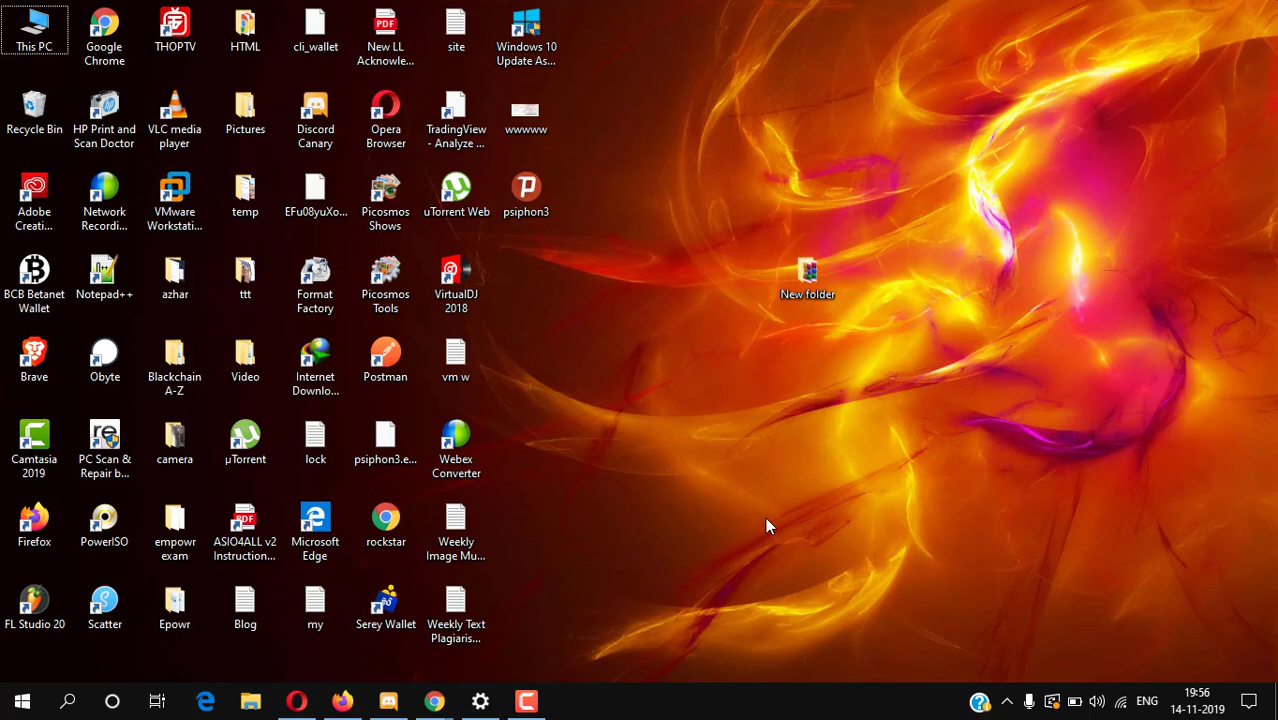 This PC
Google
Chrome
THOPTV
HTML
cli_wallet
New LL
Acknowle...
site
Windows 10
Update As...
Recycle Bin
HP Print and
Scan Doctor
VLC media
player
Pictures
Discord
Canary
Opera
Browser
TradingView
- Analyze ...
wwwww
Adobe
Creati...
Network
Recordi...
VMware
Workstati...
temp
EFu08yuXo...
Picosmos
Shows
uTorrent Web
psiphon3
BCB Betanet
Wallet
Notepad++
azhar
ttt
Format
Factory
Picosmos
Tools
VirtualDJ
2018
New folder
Brave
Obyte
Blockchain
A-Z
Video
Internet
Downlo...
Postman
vm w
Camtasia
2019
PC Scan &
Repair b...
camera
µTorrent
lock
psiphon3.e...
Webex
Converter
Firefox
PowerISO
empowr
exam
ASIO4ALL v2
Instruction...
Microsoft
Edge
rockstar
Weekly
Image Mu...
FL Studio 20
Scatter
Epowr
Blog
my
Serey Wallet
Weekly Text
Plagiaris...
ENG
19:56
14-11-2019